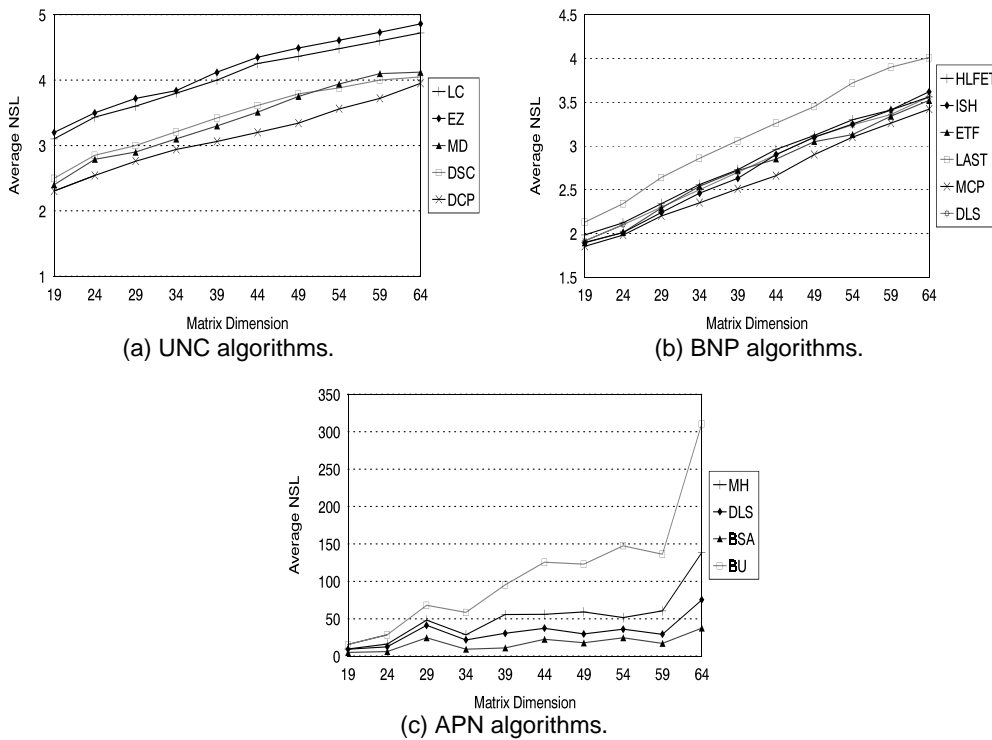 5
4
3
2
1
Average NSL
19 24 29 34 39 44 49 54 59 64
Matrix Dimension
LC
EZ
MD
DSC
DCP
(a) UNC algorithms.
4.5
4
3.5
3
2.5
2
1.5
Average NSL
19 24 29 34 39 44 49 54 59 64
Matrix Dimension
HLFET
ISH
ETF
LAST
MCP
DLS
(b) BNP algorithms.
350
300
250
200
150
100
50
0
Average NSL
19 24 29 34 39 44 49 54 59 64
Matrix Dimension
MH
DLS
BSA
BU
(c) APN algorithms.